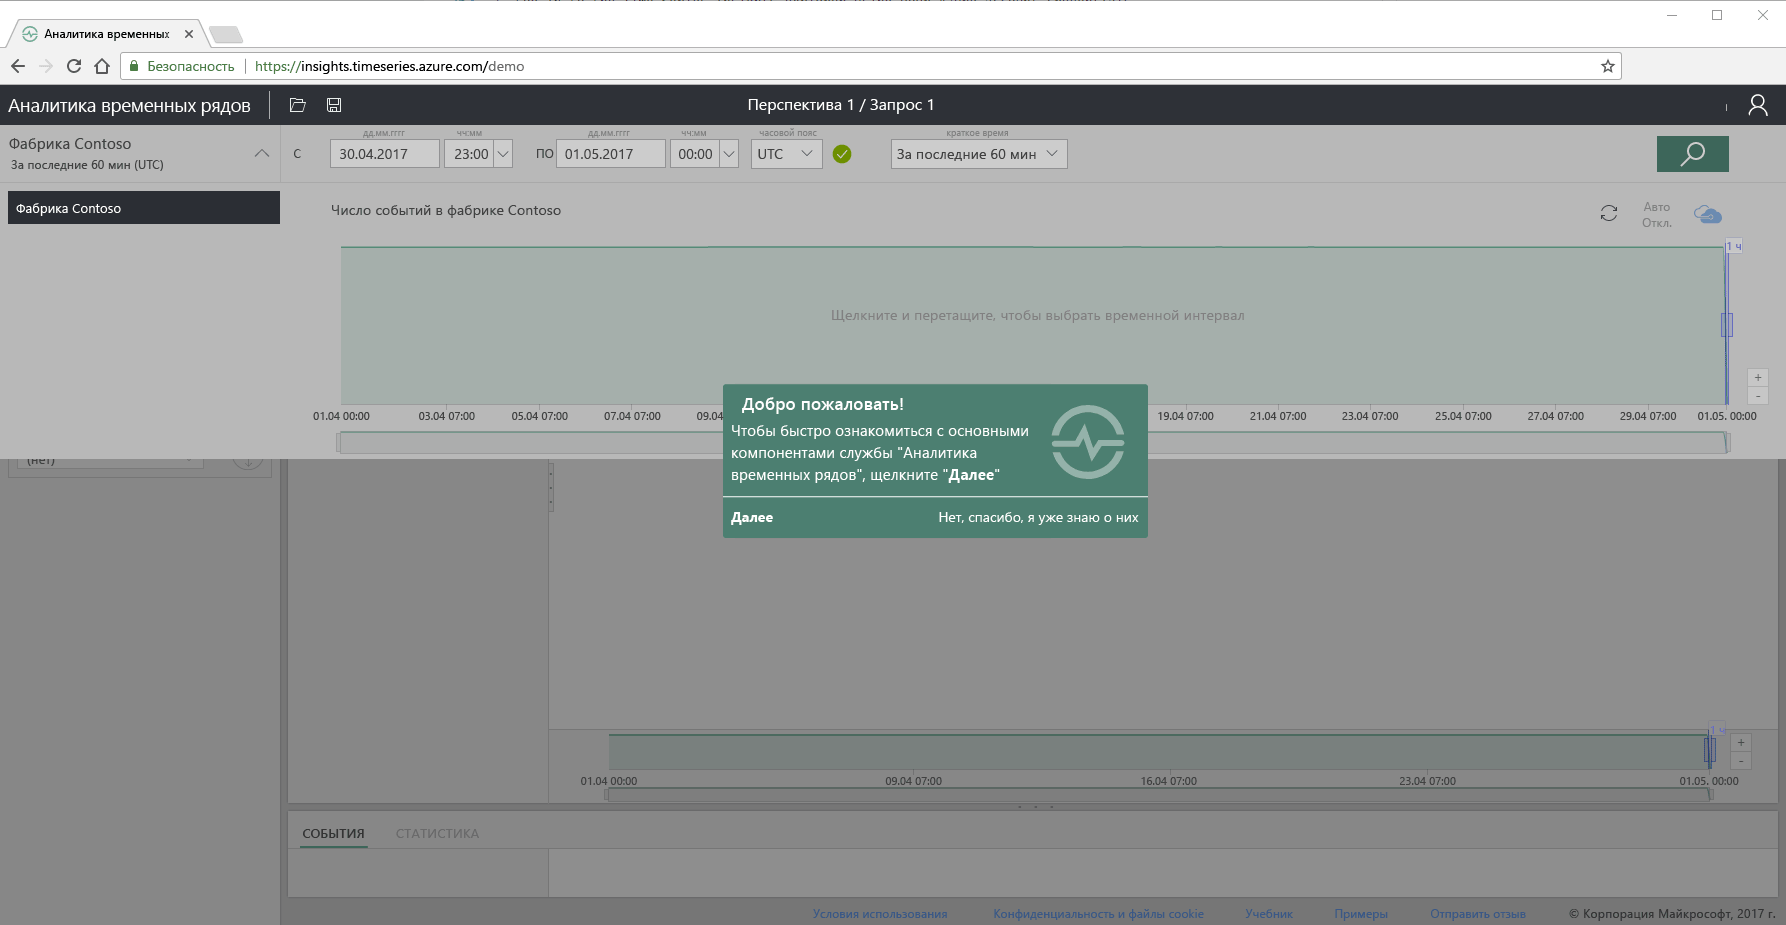 Аналитика временных
Безопасность
https://insights.timeseries.azure.com/demo
Аналитика временных рядов
Перспектива 1 / Запрос 1
Фабрика Contoso
За последние 60 мин (UTC)
дд.мм.гггг чч:мм дд.мм.гггг чч:мм часовой пояс краткое время
С 30.04.2017 23:00 ПО 01.05.2017 00:00 UTC За последние 60 мин
Фабрика Contoso
Число событий в фабрике Contoso
Авто
Откл.
1 ч
Щелкните и перетащите, чтобы выбрать временной интервал
+
-
01.04 00:00 03.04 07:00 05.04 07:00 07.04 07:00 09.04 19.04 07:00 21.04 07:00 23.04 07:00 25.04 07:00 27.04 07:00 29.04 07:00 01.05. 00:00
Добро пожаловать!
Чтобы быстро ознакомиться с основными
компонентами службы "Аналитика
временных рядов", щелкните "Далее"
Далее Нет, спасибо, я уже знаю о них
(нет)
1 ч
+
-
01.04 00:00 09.04 07:00 16.04 07:00 23.04 07:00 01.05. 00:00
СОБЫТИЯ СТАТИСТИКА
Условия использования Конфиденциальность и файлы cookie Учебник Примеры Отправить отзыв © Корпорация Майкрософт, 2017 г.